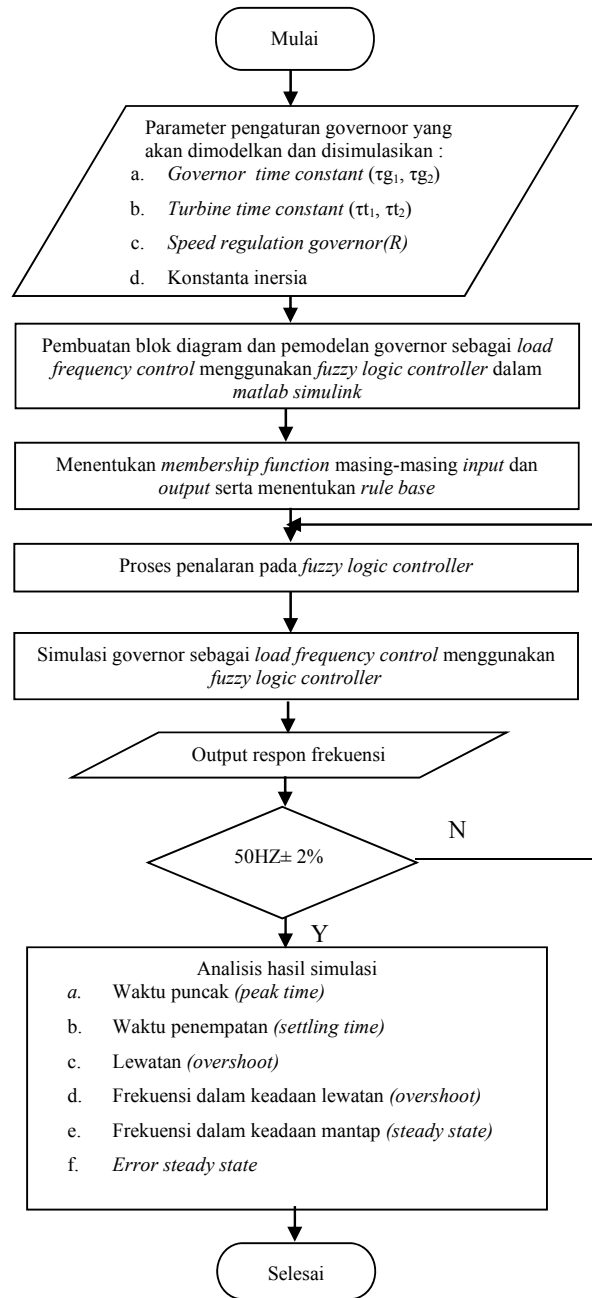 Mulai
Parameter pengaturan governoor yang
akan dimodelkan dan disimulasikan :
a. Governor time constant (τg₁, τg₂)
b. Turbine time constant (τt₁, τt₂)
c. Speed regulation governor(R)
d. Konstanta inersia
Pembuatan blok diagram dan pemodelan governor sebagai load
frequency control menggunakan fuzzy logic controller dalam
matlab simulink
Menentukan membership function masing-masing input dan
output serta menentukan rule base
Proses penalaran pada fuzzy logic controller
Simulasi governor sebagai load frequency control menggunakan
fuzzy logic controller
Output respon frekuensi
50HZ± 2%
N
Y
Analisis hasil simulasi
a. Waktu puncak (peak time)
b. Waktu penempatan (settling time)
c. Lewatan (overshoot)
d. Frekuensi dalam keadaan lewatan (overshoot)
e. Frekuensi dalam keadaan mantap (steady state)
f. Error steady state
Selesai